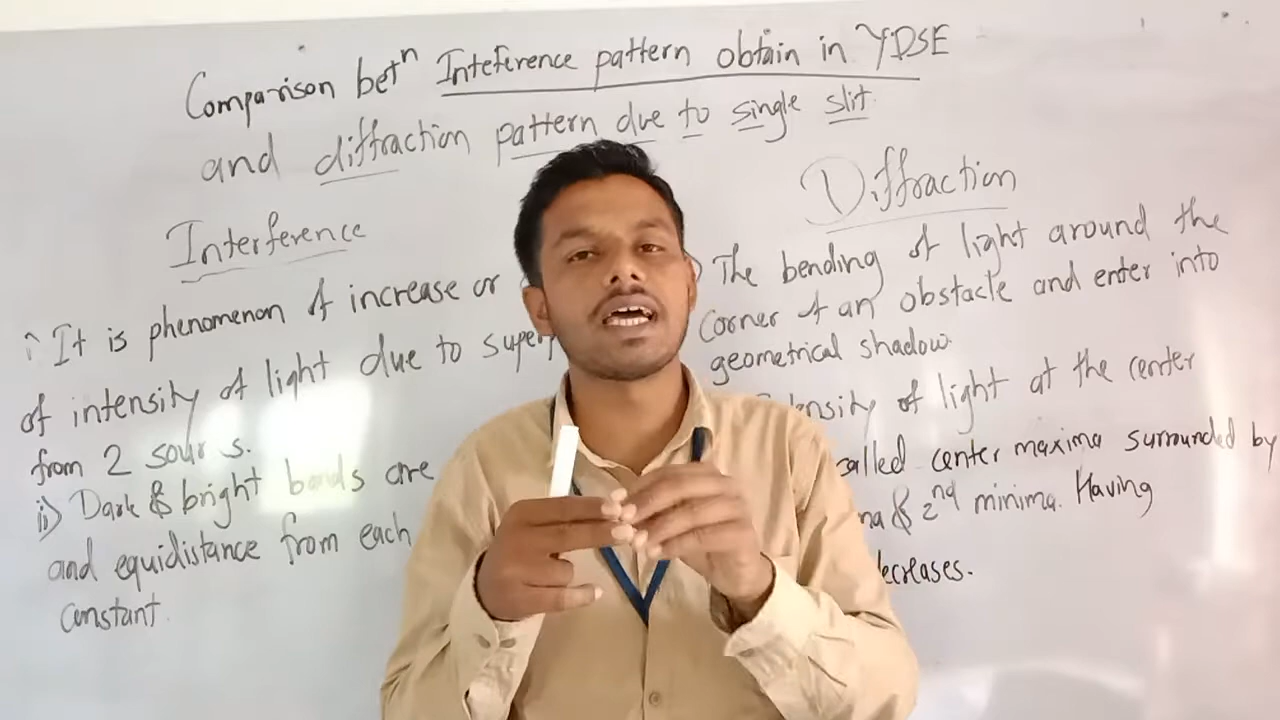 Comparison betn Inteference pattern obtain in YDSE
and diffraction pattern due to single slit.
Interference
i It is phenomenon of increase or
of intensity of light due to super
from 2 sour s.
ii) Dark & bright bands are
and equidistance from each
constant.
Diffraction
) The bending of light around the
corner of an obstacle and enter into
geometrical shadow.
ensity of light at the center
called center maxima surrounded by
ma & 2nd minima. Having
decreases.